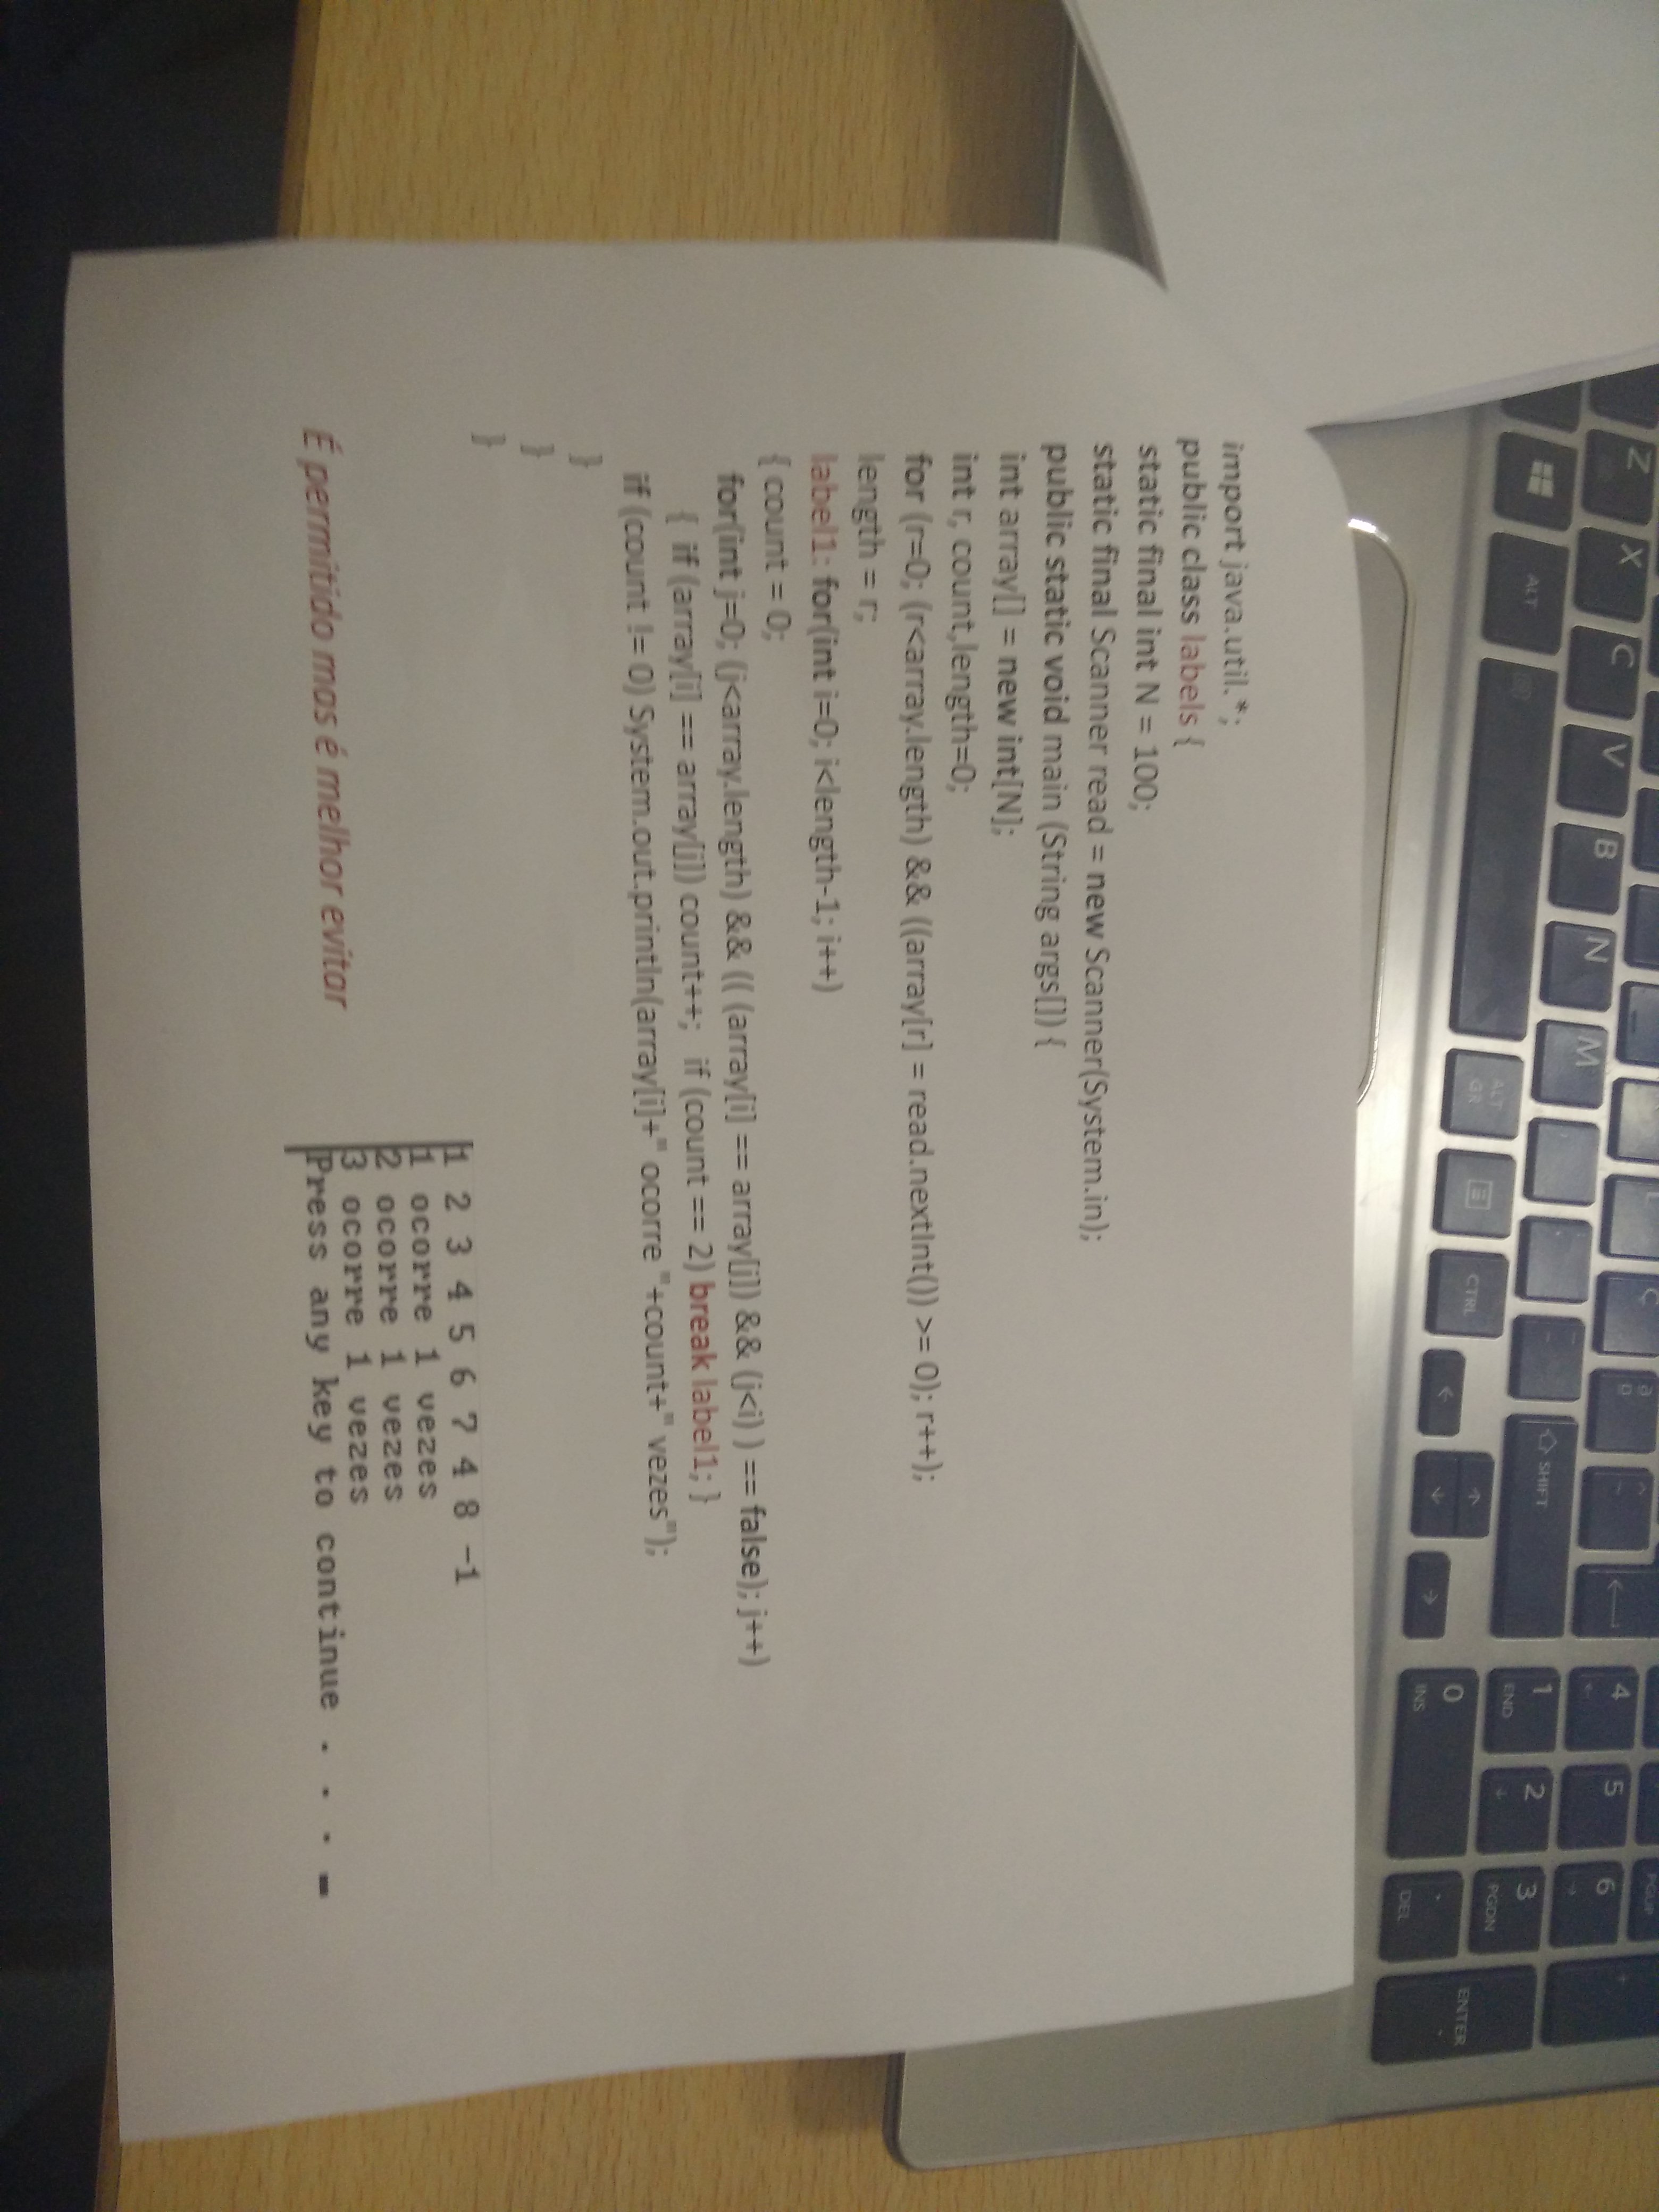 import java.util.*;
public class labels {
static final int N = 100;
static final Scanner read = new Scanner(System.in);
public static void main (String args[]) {
int array[] = new int[N];
int r, count,length=0;
for (r=0; (r<array.length) && ((array[r] = read.nextInt()) >= 0); r++);
length = r;
label1: for(int i=0; i<length-1; i++)
{ count = 0;
for(int j=0; (j<array.length) && (( (array[i] == array[j]) && (j<i) ) == false); j++)
{ if (array[i] == array[j]) count++; if (count == 2) break label1; }
if (count != 0) System.out.println(array[i]+" ocorre "+count+" vezes");
}
}
}
1 2 3 4 5 6 7 4 8 -1
1 ocorre 1 vezes
2 ocorre 1 vezes
3 ocorre 1 vezes
Press any key to continue . . .
É permitido mas é melhor evitar
Z X C V B N M
ALT
ALT GR
CTRL
SHIFT
0 INS
1 END
2
3 PGDN
4
5
6
DEL
ENTER